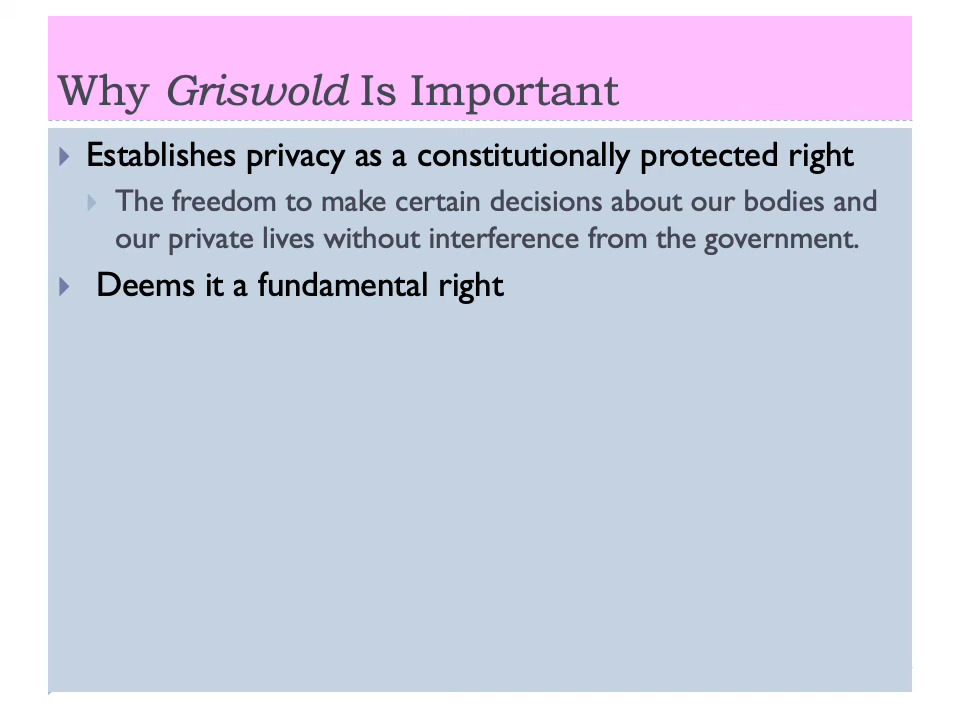 Why Griswold Is Important
Establishes privacy as a constitutionally protected right
The freedom to make certain decisions about our bodies and
our private lives without interference from the government.
Deems it a fundamental right